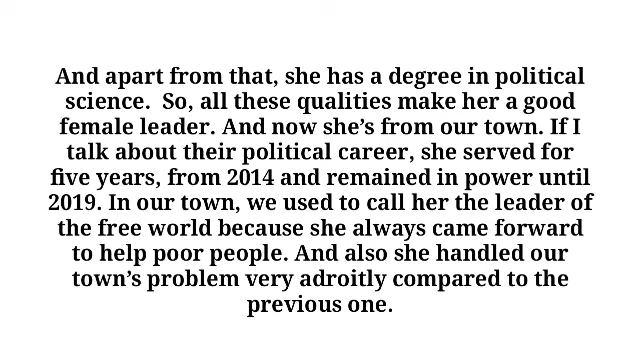 And apart from that, she has a degree in political
science.  So, all these qualities make her a good
female leader. And now she’s from our town. If I
talk about their political career, she served for
five years, from 2014 and remained in power until
2019. In our town, we used to call her the leader of
the free world because she always came forward
to help poor people. And also she handled our
town’s problem very adroitly compared to the
previous one.